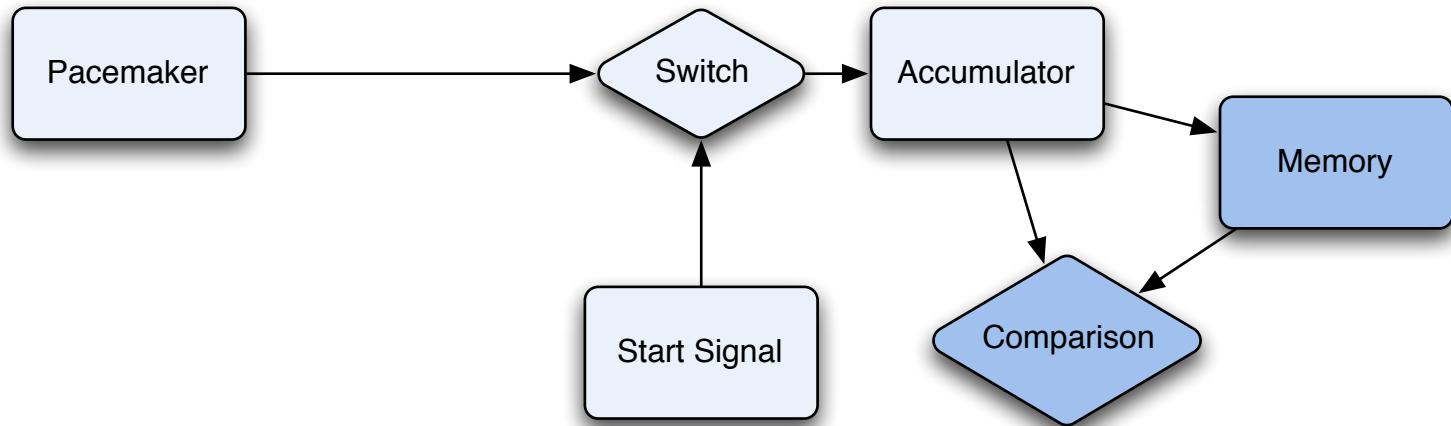 Pacemaker
Switch
Accumulator
Memory
Start Signal
Comparison